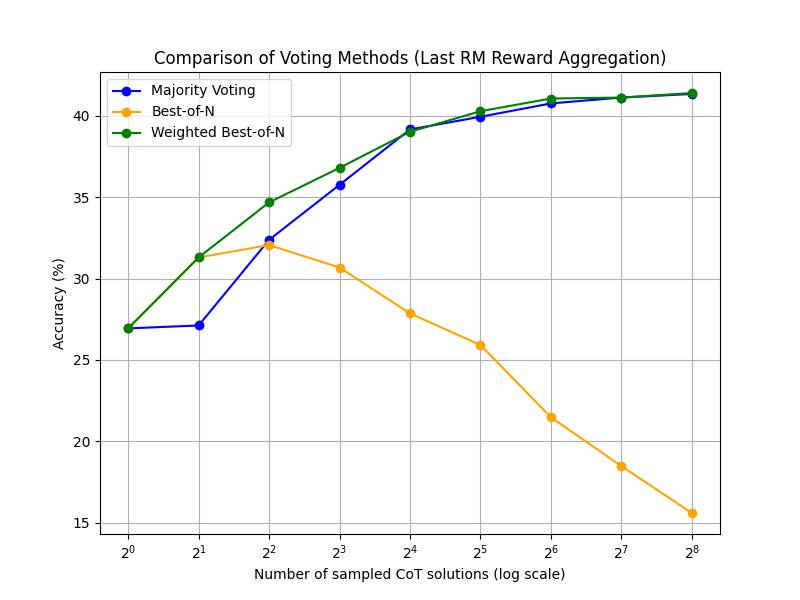 Comparison of Voting Methods (Last RM Reward Aggregation)
Majority Voting
Best-of-N
Weighted Best-of-N
Accuracy (%)
40
35
30
25
20
15
2⁰ 2¹ 2² 2³ 2⁴ 2⁵ 2⁶ 2⁷ 2⁸
Number of sampled CoT solutions (log scale)